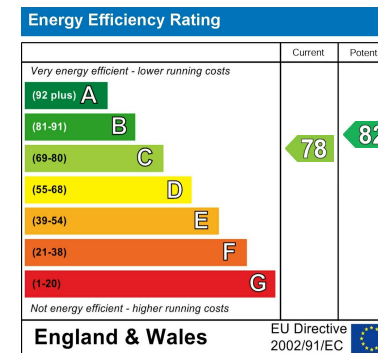 Energy Efficiency Rating
Current Potent
Very energy efficient - lower running costs
(92 plus) A
(81-91) B
82
(69-80) C
78
(55-68) D
(39-54) E
(21-38) F
(1-20) G
Not energy efficient - higher running costs
England & Wales
EU Directive
2002/91/EC